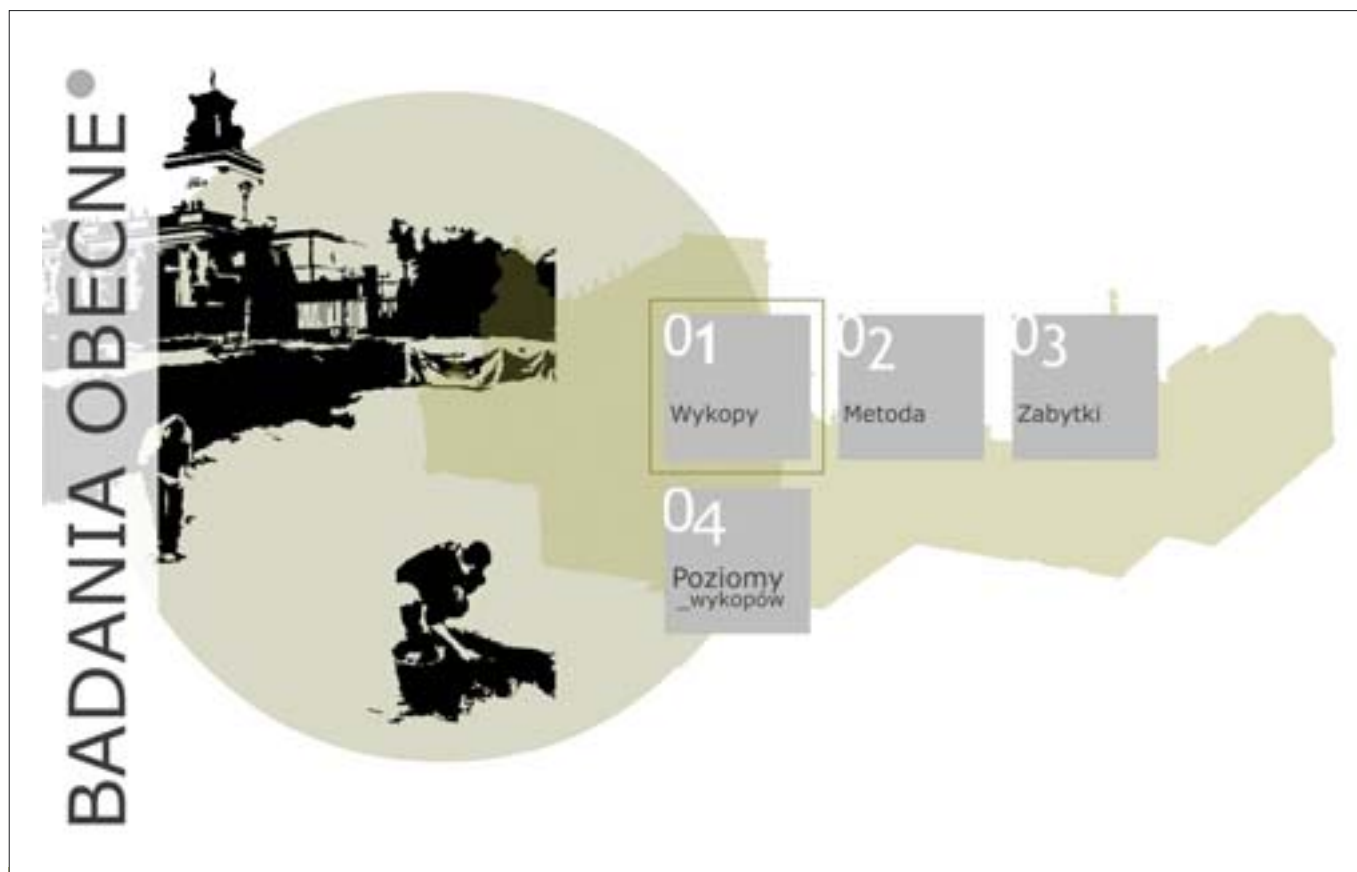 BADANIA OBECNE
01
Wykopy
02
Metoda
03
Zabytki
04
Poziomy
_wykopów